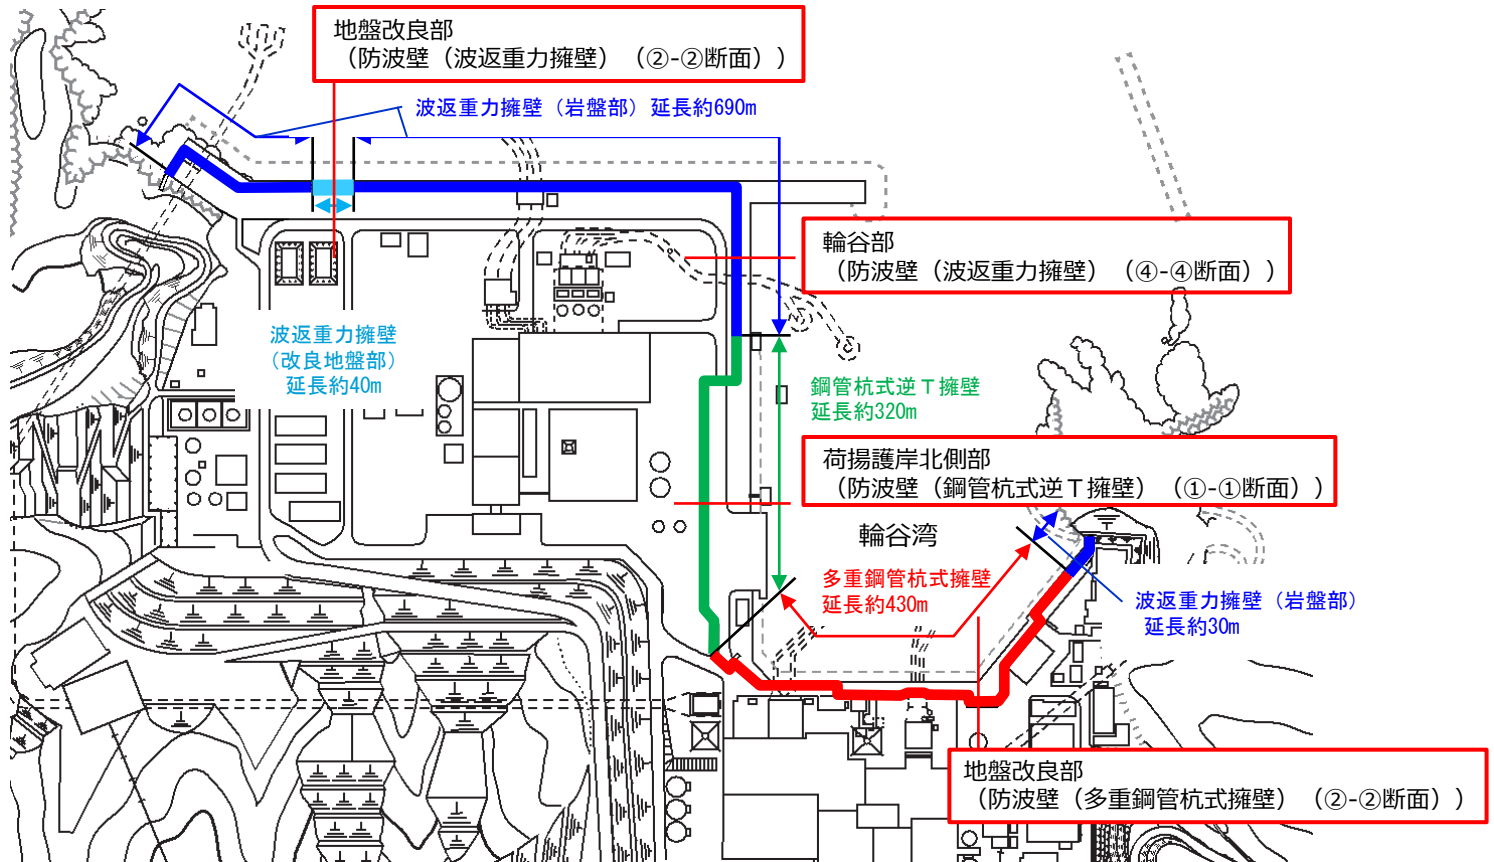 地盤改良部
（防波壁（波返重力擁壁）（②-②断面））
波返重力擁壁（岩盤部）延長約690m
輪谷部
（防波壁（波返重力擁壁）（④-④断面））
波返重力擁壁
（改良地盤部）
延長約40m
鋼管杭式逆Ｔ擁壁
延長約320m
荷揚護岸北側部
（防波壁（鋼管杭式逆Ｔ擁壁）（①-①断面））
輪谷湾
多重鋼管杭式擁壁
延長約430m
波返重力擁壁（岩盤部）
延長約30m
地盤改良部
（防波壁（多重鋼管杭式擁壁）（②-②断面））